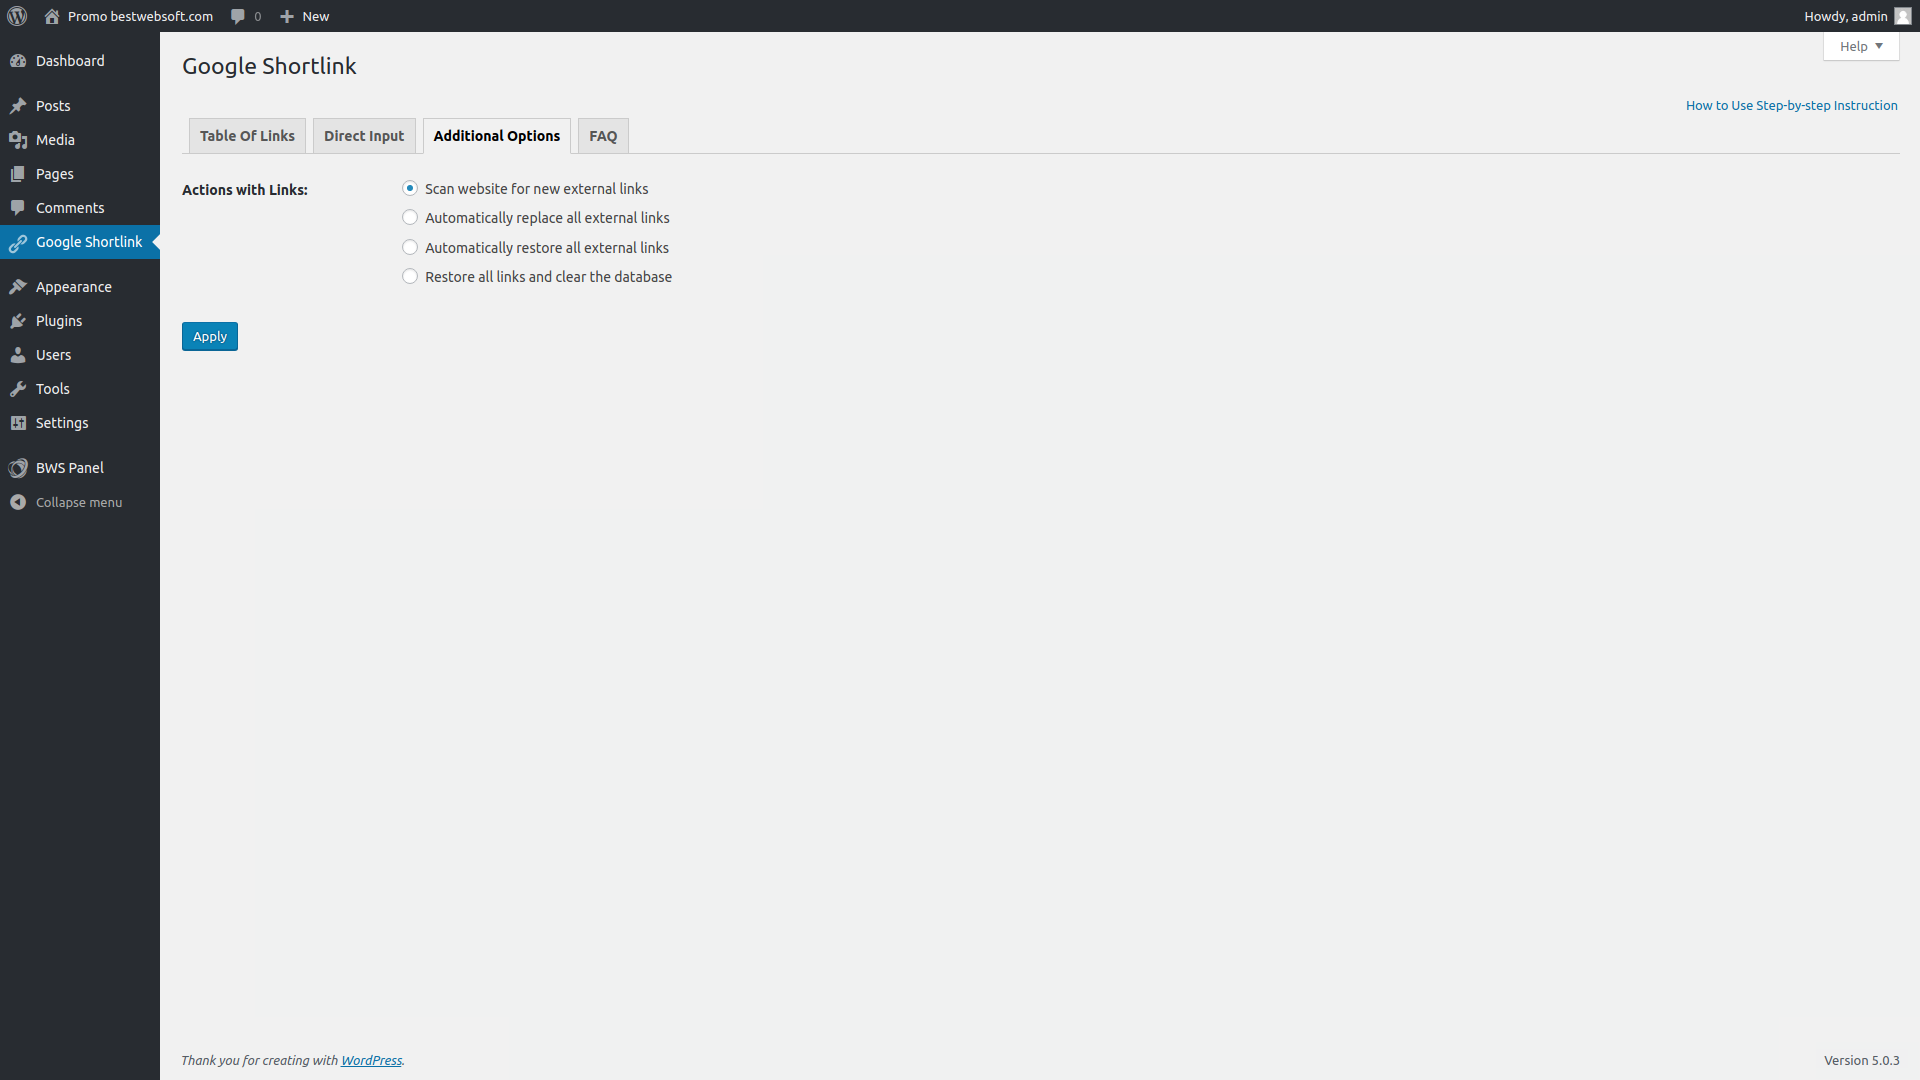 Promo bestwebsoft.com 0 New Howdy, admin
Help
Dashboard
Posts
Media
Pages
Comments
Google Shortlink
Appearance
Plugins
Users
Tools
Settings
BWS Panel
Collapse menu
Google Shortlink
How to Use Step-by-step Instruction
Table Of Links Direct Input Additional Options FAQ
Actions with Links:
Scan website for new external links
Automatically replace all external links
Automatically restore all external links
Restore all links and clear the database
Apply
Thank you for creating with WordPress. Version 5.0.3